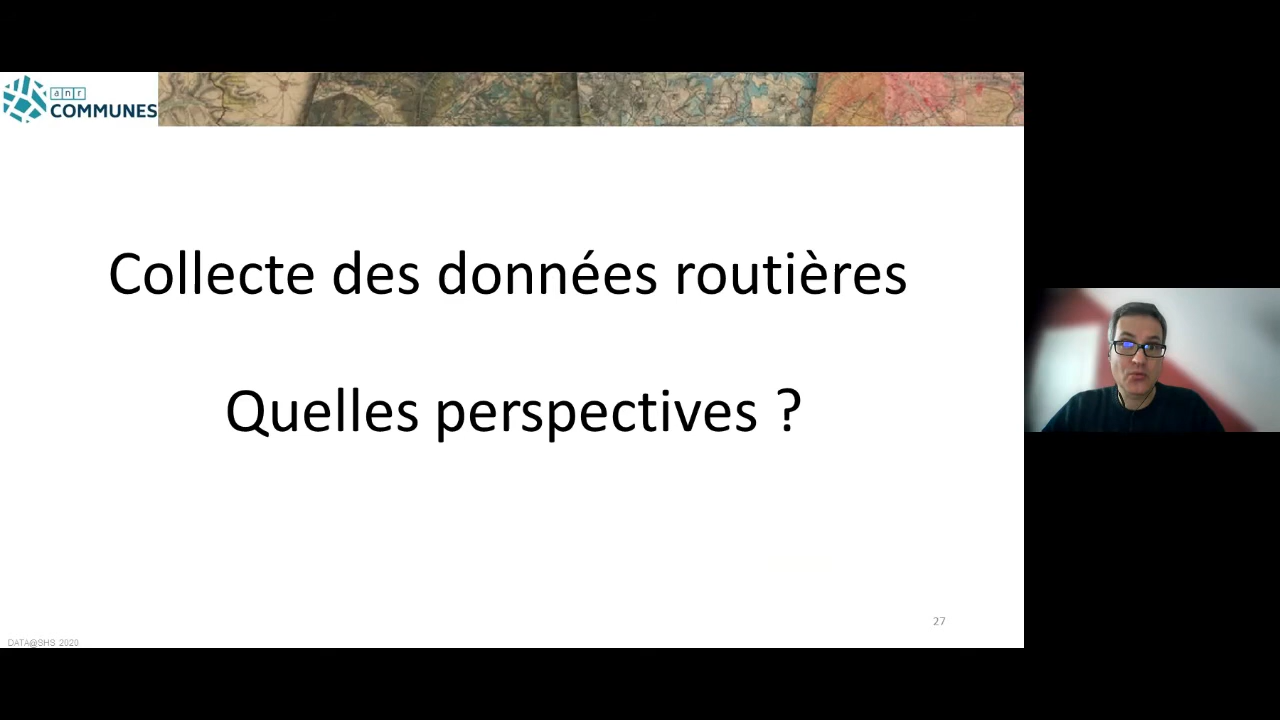 anr
COMMUNES
Collecte des données routières
Quelles perspectives ?
27
DATA@SHS 2020